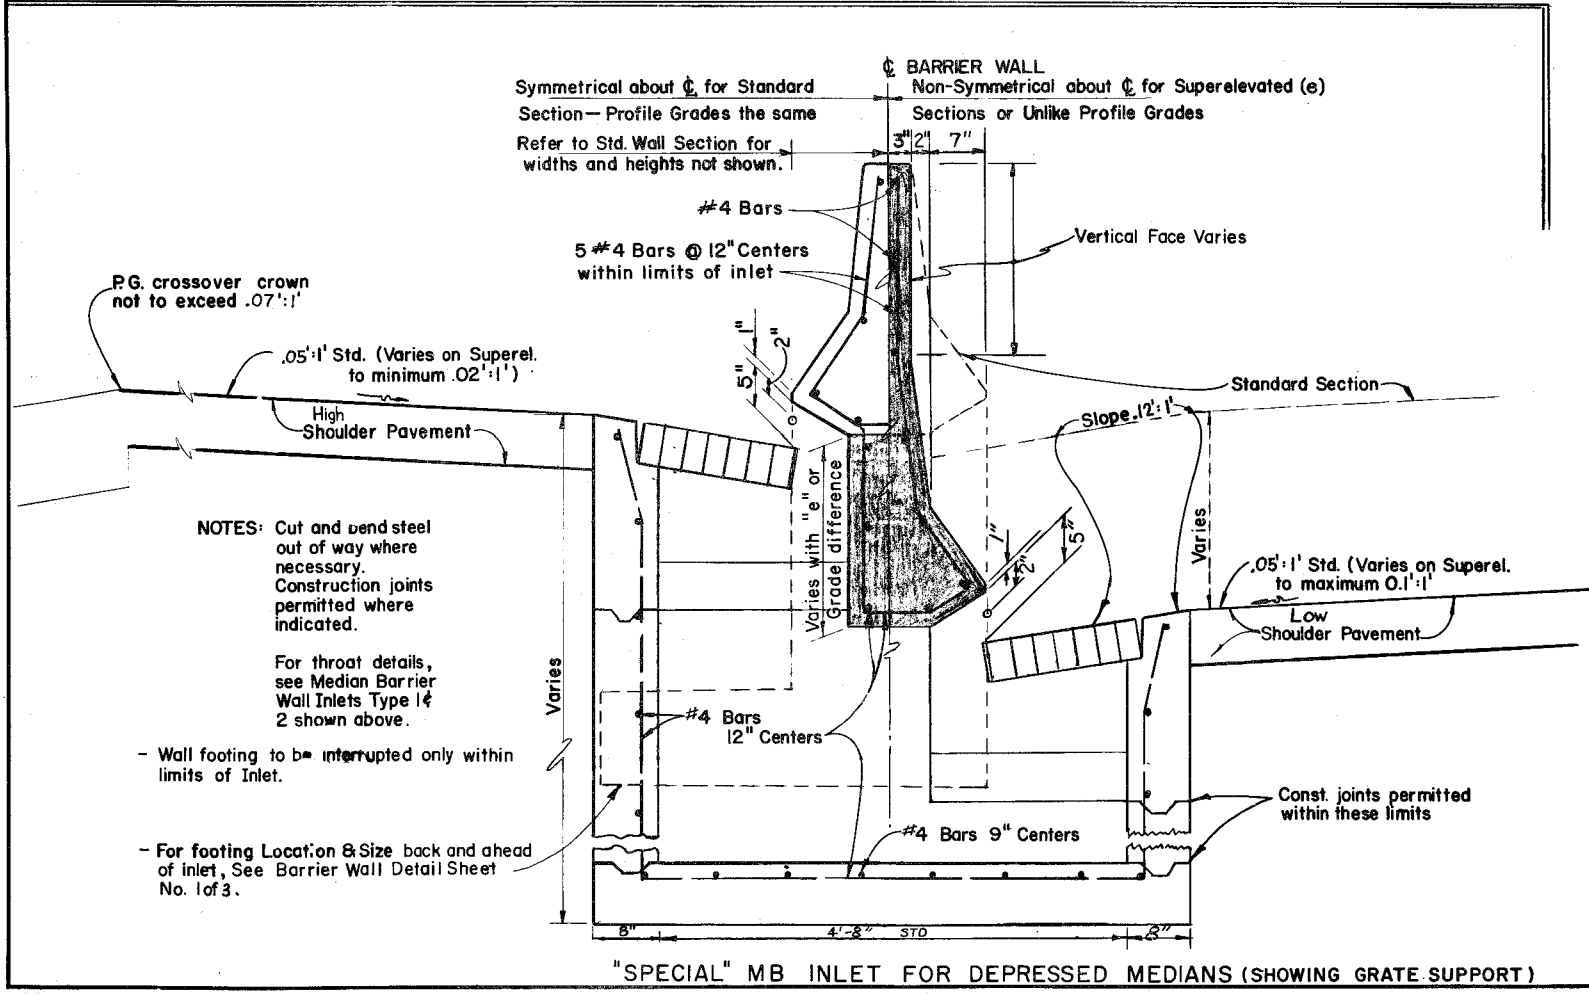 ℄ BARRIER WALL
Symmetrical about ℄ for Standard
Section— Profile Grades the same
Non-Symmetrical about ℄ for Superelevated (e)
Sections or Unlike Profile Grades
Refer to Std. Wall Section for
widths and heights not shown.
3" 2" 7"
#4 Bars
5 #4 Bars @ 12" Centers
within limits of inlet
Vertical Face Varies
P.G. crossover crown
not to exceed .07':1'
.05':1' Std. (Varies on Superel.
to minimum .02':1')
1"
2"
5"
High
Shoulder Pavement
Standard Section
Slope .12':1'
Varies with "e" or
Grade difference
1"
2"
5"
Varies
.05':1' Std. (Varies on Superel.
to maximum 0.1':1'
Low
Shoulder Pavement
NOTES: Cut and bend steel
out of way where
necessary.
Construction joints
permitted where
indicated.
For throat details,
see Median Barrier
Wall Inlets Type 1 &
2 shown above.
- Wall footing to be interrupted only within
limits of Inlet.
- For footing Location & Size back and ahead
of inlet, See Barrier Wall Detail Sheet
No. 1 of 3.
Varies
#4 Bars
12" Centers
#4 Bars 9" Centers
Const. joints permitted
within these limits
8" 4'-8" STD 8"
"SPECIAL" MB INLET FOR DEPRESSED MEDIANS (SHOWING GRATE SUPPORT)